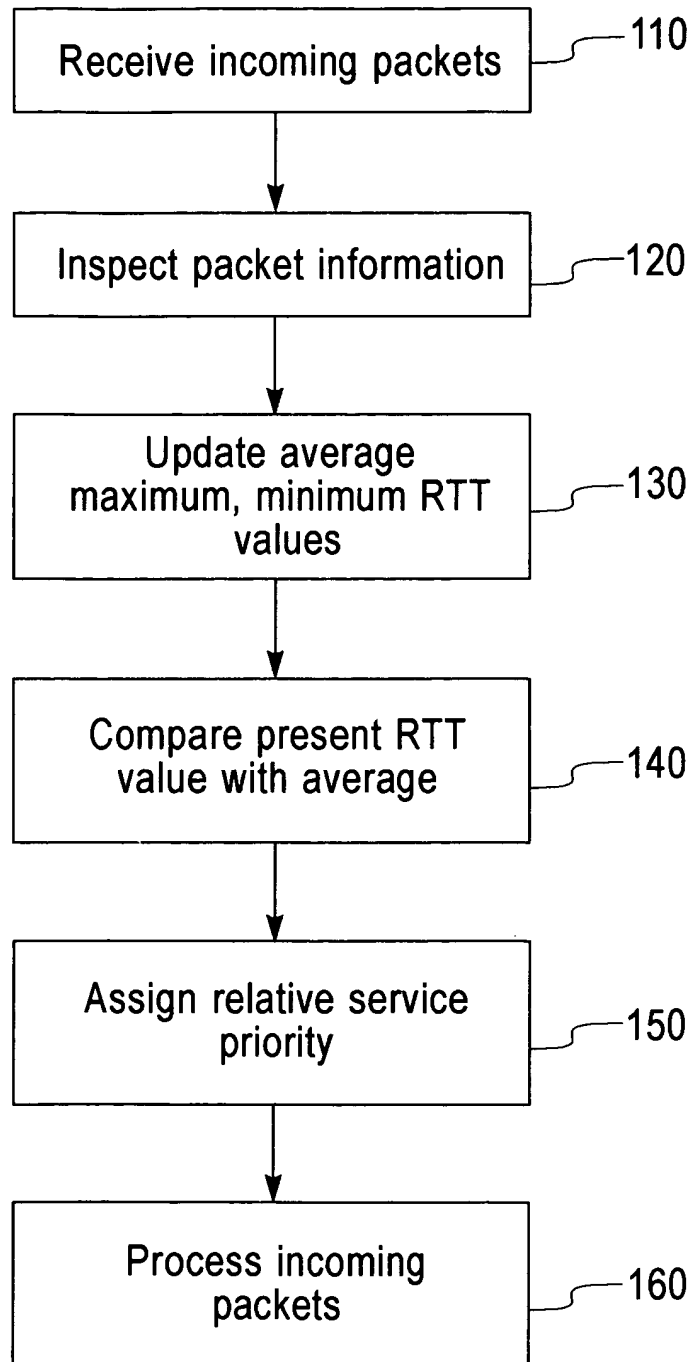 Receive incoming packets
110
Inspect packet information
120
Update average
maximum, minimum RTT
values
130
Compare present RTT
value with average
140
Assign relative service
priority
150
Process incoming
packets
160